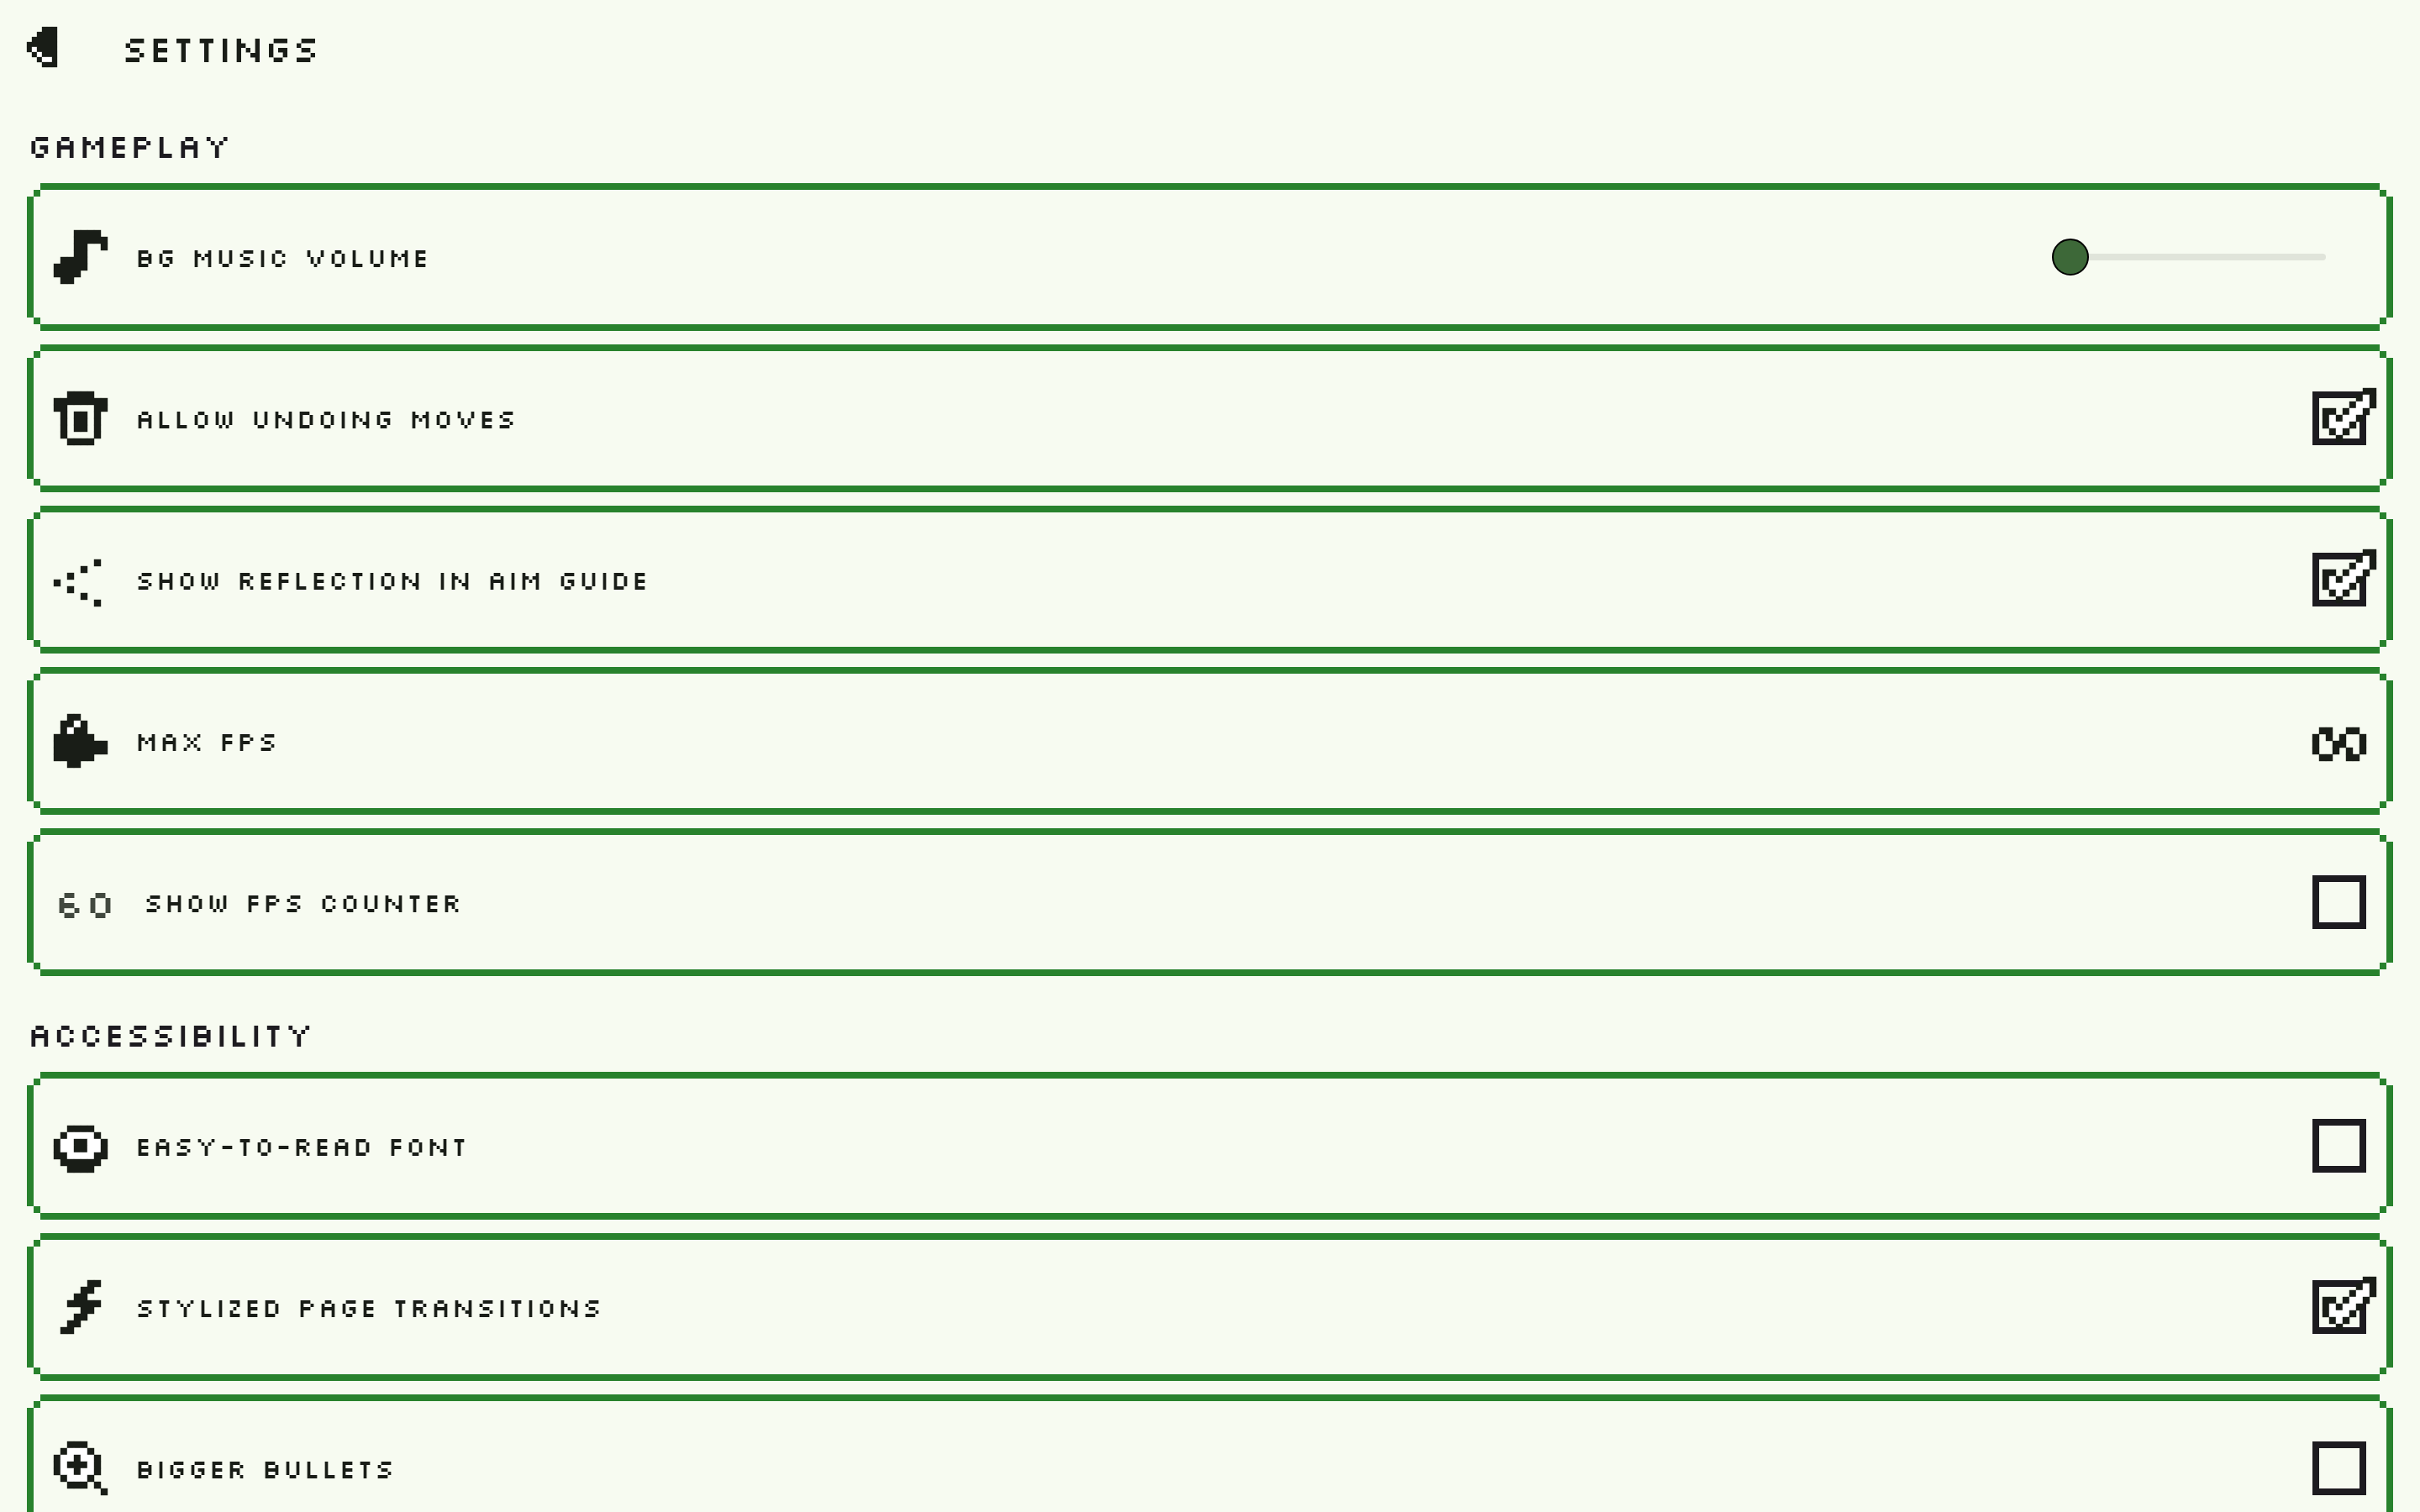 SETTINGS
GAMEPLAY
BG MUSIC VOLUME
ALLOW UNDOING MOVES
SHOW REFLECTION IN AIM GUIDE
MAX FPS
∞
60 SHOW FPS COUNTER
ACCESSIBILITY
EASY-TO-READ FONT
STYLIZED PAGE TRANSITIONS
BIGGER BULLETS